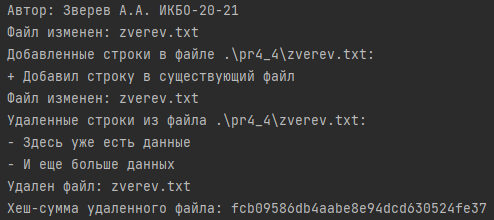 Автор: Зверев А.А. ИКБО-20-21
Файл изменен: zverev.txt
Добавленные строки в файле .\pr4_4\zverev.txt:
+ Добавил строку в существующий файл
Файл изменен: zverev.txt
Удаленные строки из файла .\pr4_4\zverev.txt:
- Здесь уже есть данные
- И еще больше данных
Удален файл: zverev.txt
Хеш-сумма удаленного файла: fcb09586db4aabe8e94dcd630524fe37